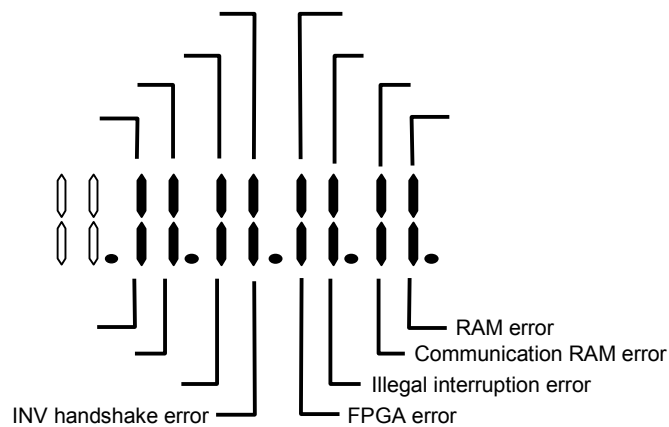 RAM error
Communication RAM error
Illegal interruption error
INV handshake error
FPGA error